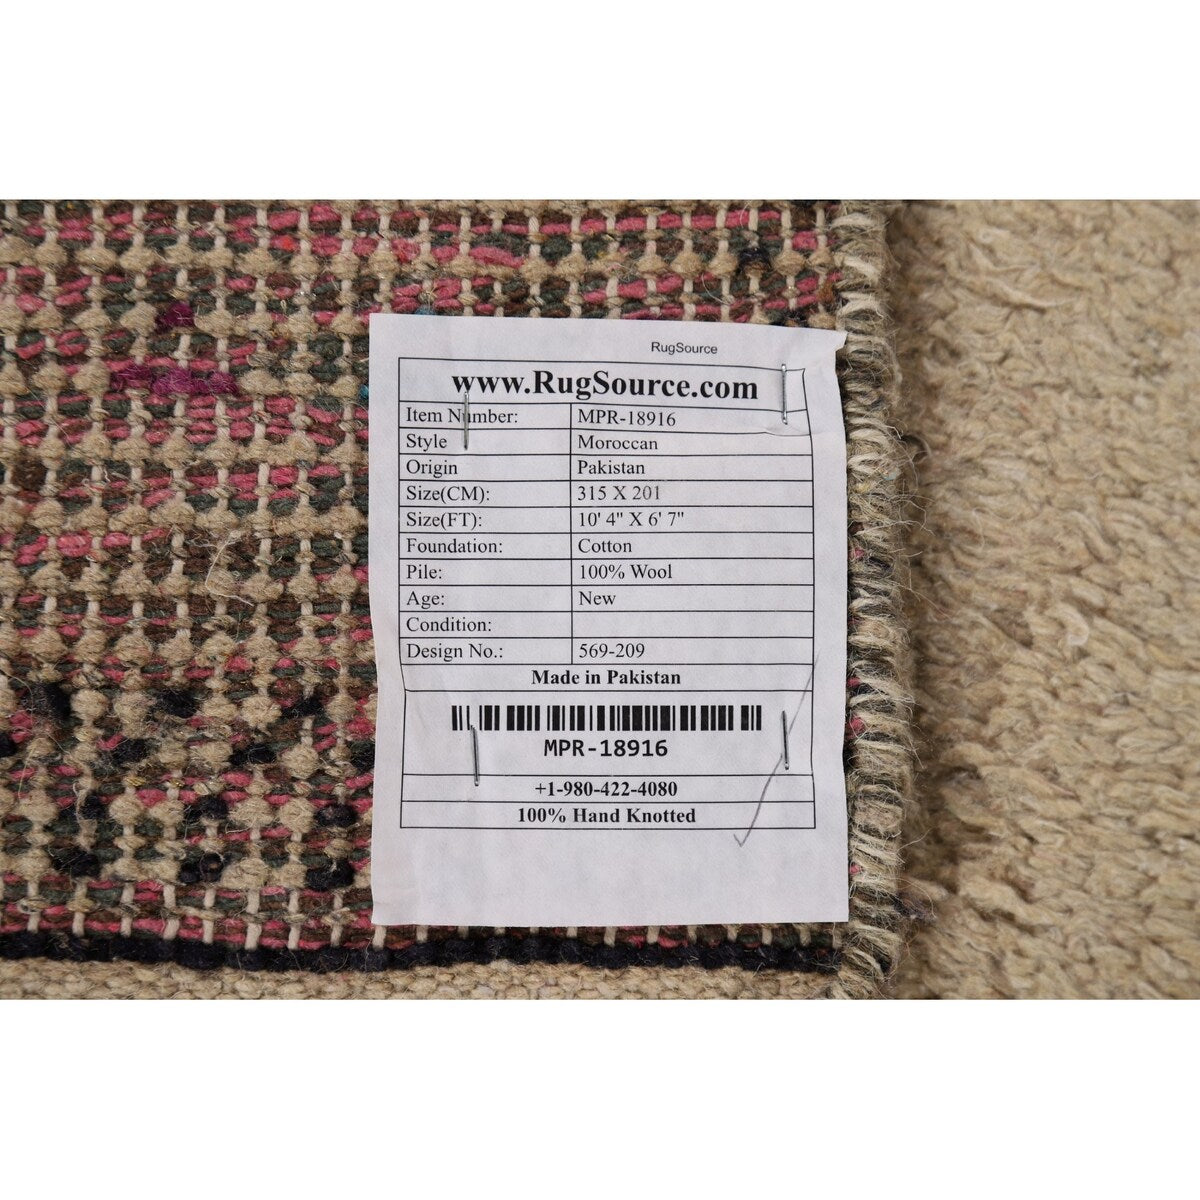 RugSource
www.RugSource.com
Item Number: MPR-18916
Style Moroccan
Origin Pakistan
Size(CM): 315 X 201
Size(FT): 10' 4" X 6' 7"
Foundation: Cotton
Pile: 100% Wool
Age: New
Condition:
Design No.: 569-209
Made in Pakistan
MPR-18916
+1-980-422-4080
100% Hand Knotted